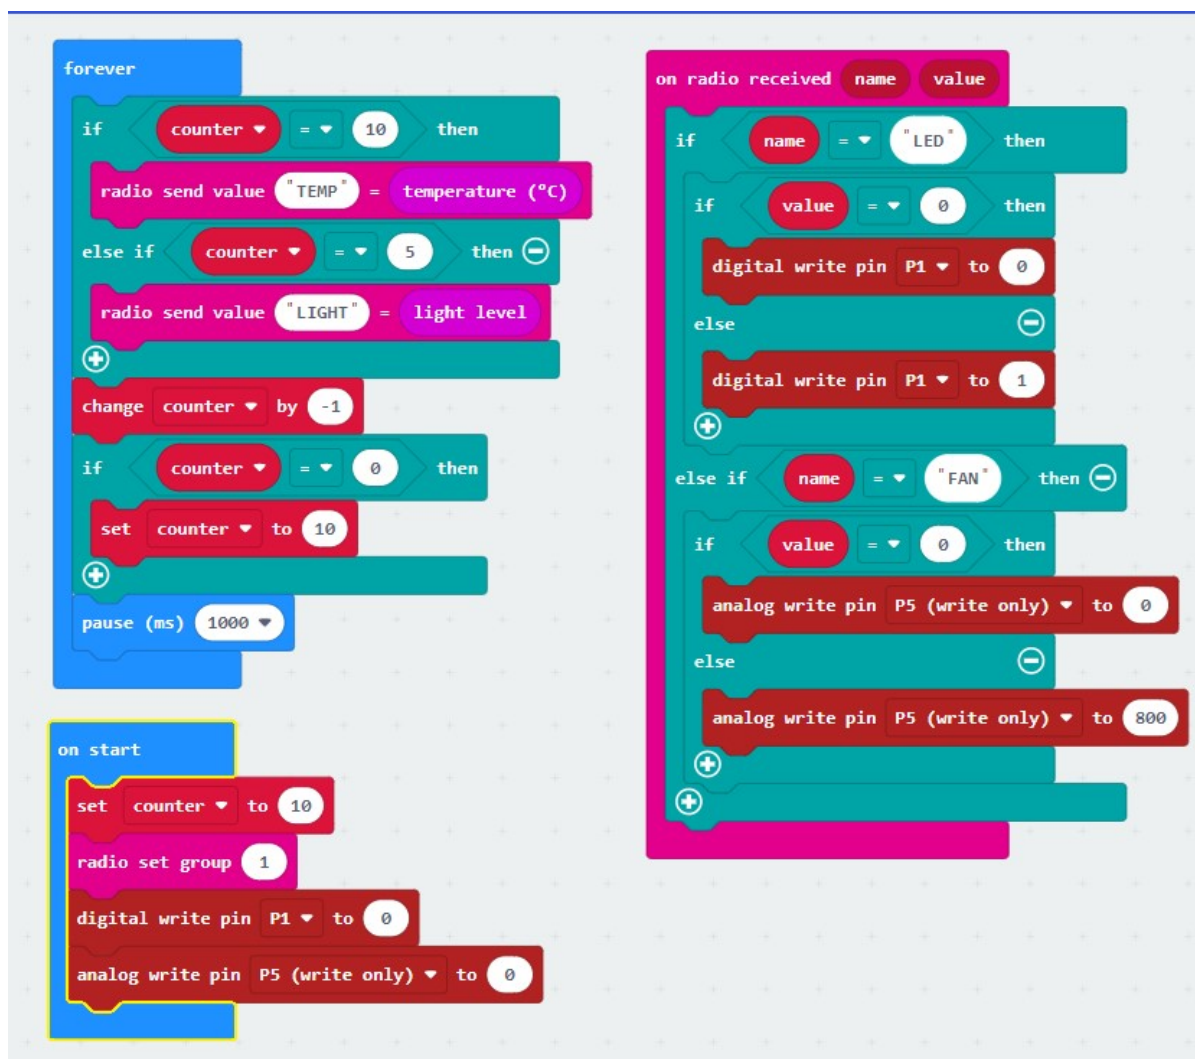 forever
if counter = 10 then
radio send value "TEMP" = temperature (°C)
else if counter = 5 then
radio send value "LIGHT" = light level
change counter by -1
if counter = 0 then
set counter to 10
pause (ms) 1000
on start
set counter to 10
radio set group 1
digital write pin P1 to 0
analog write pin P5 (write only) to 0
on radio received name value
if name = "LED" then
if value = 0 then
digital write pin P1 to 0
else
digital write pin P1 to 1
else if name = "FAN" then
if value = 0 then
analog write pin P5 (write only) to 0
else
analog write pin P5 (write only) to 800